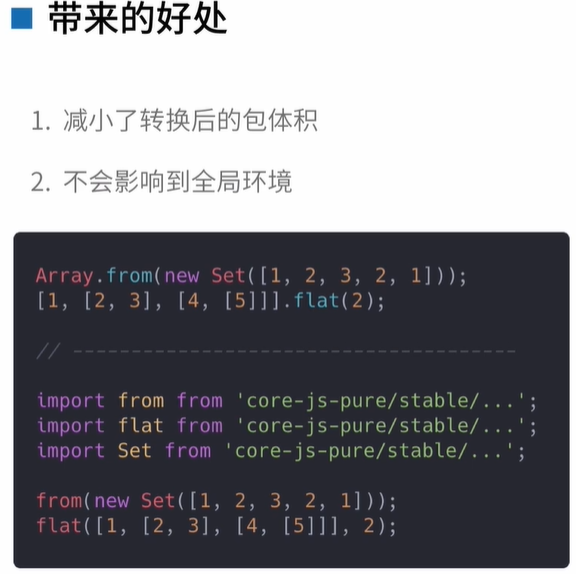 带来的好处
1. 减小了转换后的包体积
2. 不会影响到全局环境
Array.from(new Set([1, 2, 3, 2, 1]));
[1, [2, 3], [4, [5]]].flat(2);
// --------------------------------------
import from from 'core-js-pure/stable/...';
import flat from 'core-js-pure/stable/...';
import Set from 'core-js-pure/stable/...';
from(new Set([1, 2, 3, 2, 1]));
flat([1, [2, 3], [4, [5]]], 2);